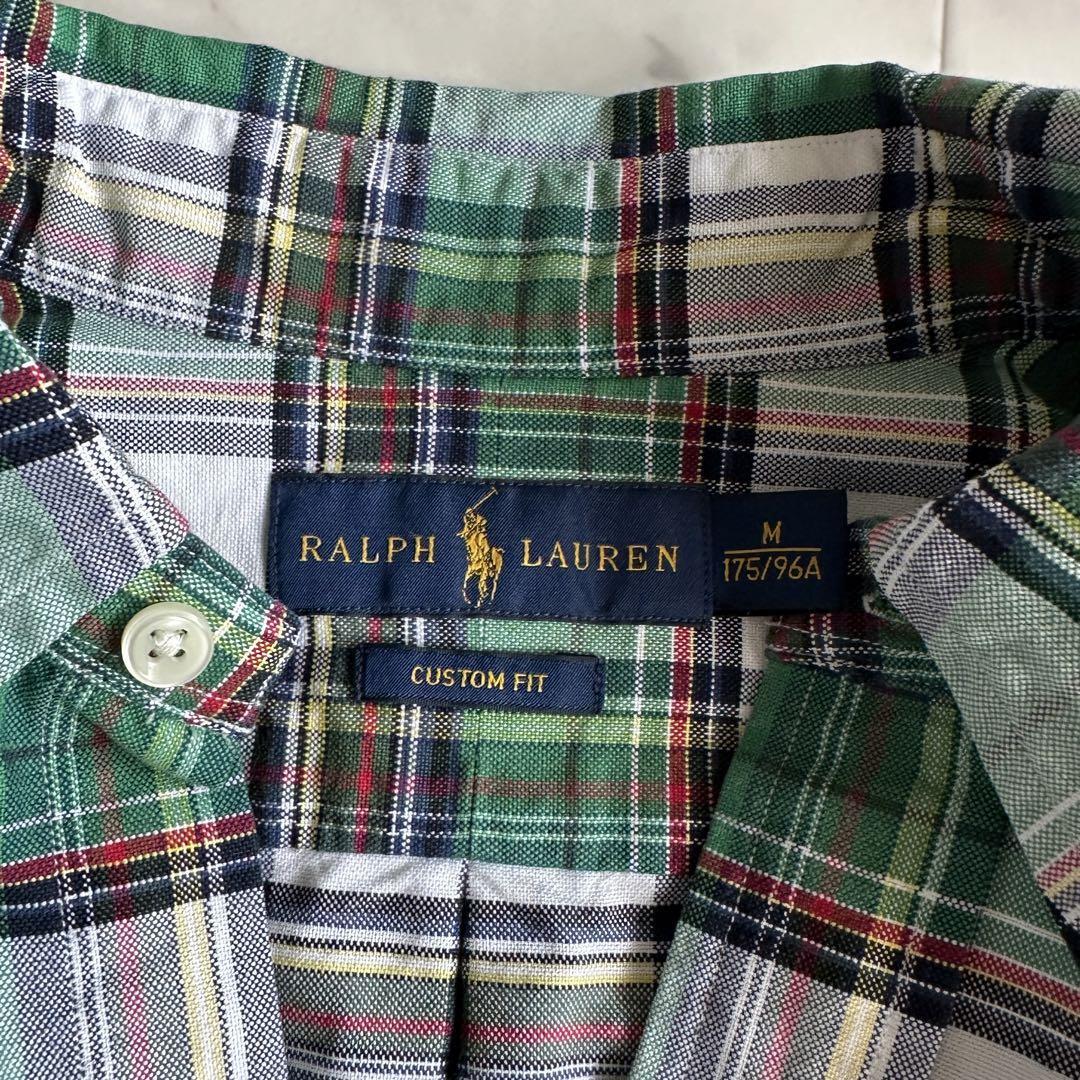 RALPH LAUREN
M
175/96A
CUSTOM FIT